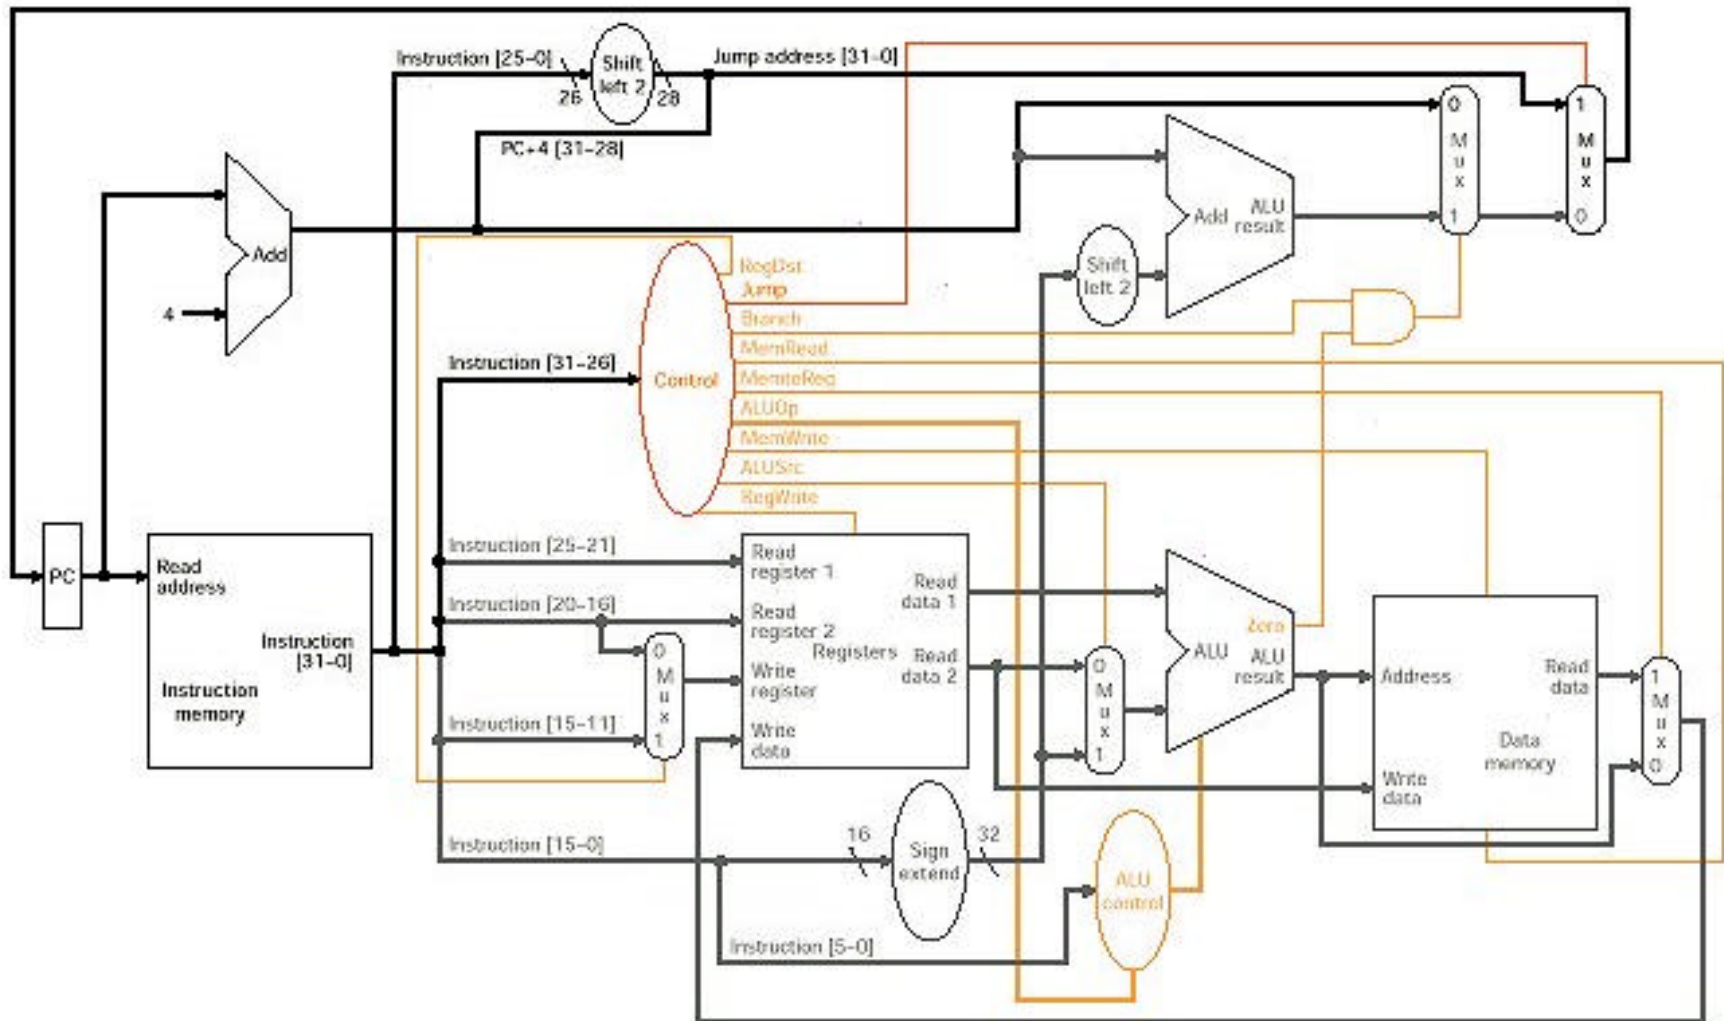 Instruction [25-0]
26
Shift
left 2
28
Jump address [31-0]
PC+4 [31-28]
Add
4
0
M
u
x
1
1
M
u
x
0
Add
ALU
result
Shift
left 2
RegDst
Jump
Branch
MemRead
MemtoReg
ALUOp
MemWrite
ALUSrc
RegWrite
Instruction [31-26]
Control
PC
Read
address
Instruction
[31-0]
Instruction
memory
Instruction [25-21]
Instruction [20-16]
Instruction [15-11]
0
M
u
x
1
Read
register 1
Read
register 2
Write
register
Write
data
Registers
Read
data 1
Read
data 2
0
M
u
x
1
Zero
ALU
ALU
result
Address
Read
data
Data
memory
Write
data
1
M
u
x
0
Instruction [15-0]
16
Sign
extend
32
ALU
control
Instruction [5-0]